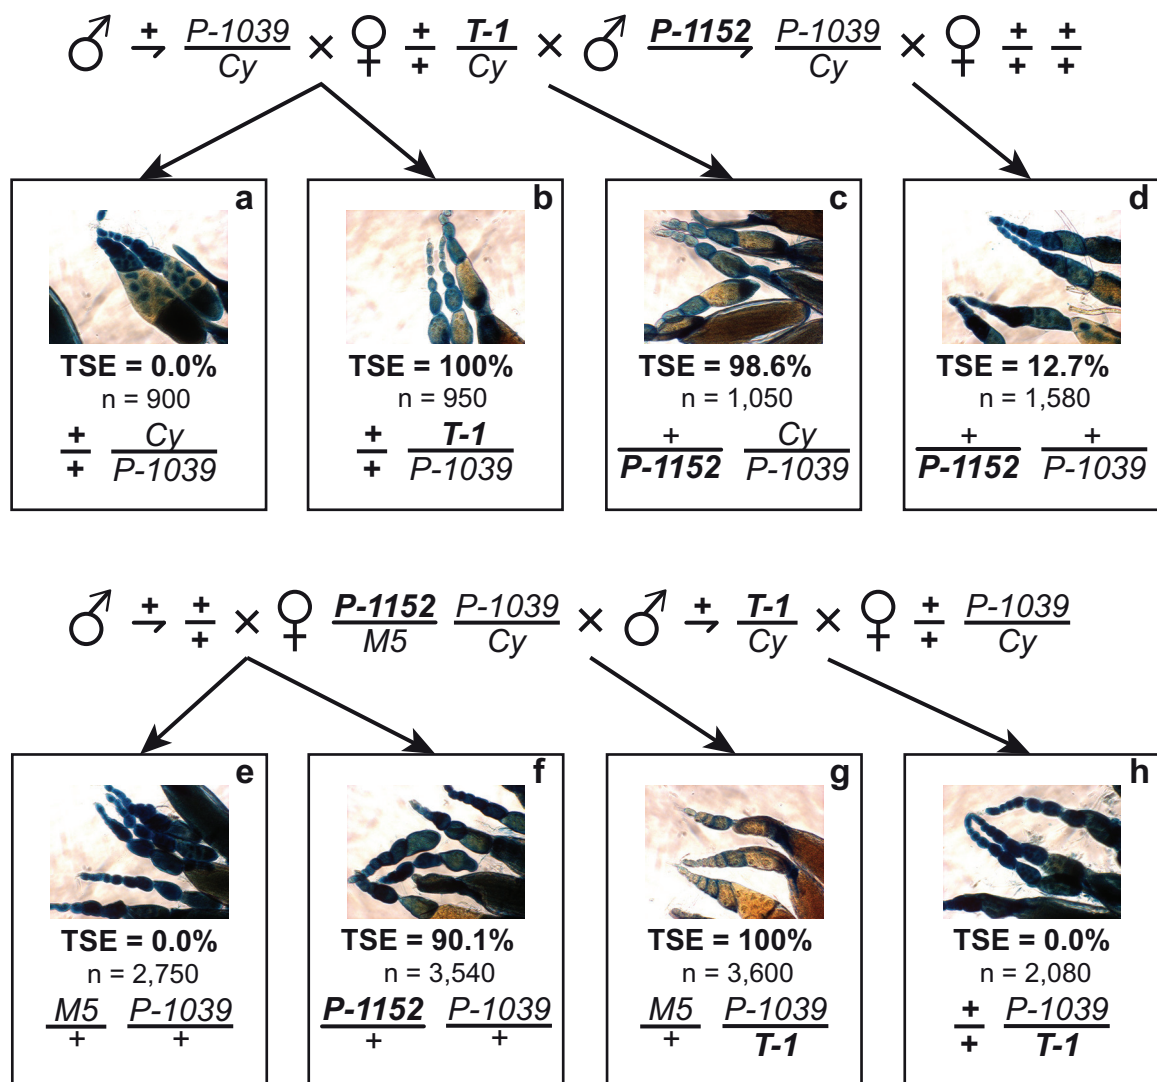 ♂ + P-1039 / Cy × ♀ + / + T-1 / Cy × ♂ P-1152 P-1039 / Cy × ♀ + / + + / +
a
TSE = 0.0%
n = 900
+ Cy
+ P-1039
b
TSE = 100%
n = 950
+ T-1
+ P-1039
c
TSE = 98.6%
n = 1,050
+ Cy
P-1152 P-1039
d
TSE = 12.7%
n = 1,580
+ +
P-1152 P-1039
♂ + + / + × ♀ P-1152 / M5 P-1039 / Cy × ♂ + T-1 / Cy × ♀ + / + P-1039 / Cy
e
TSE = 0.0%
n = 2,750
M5 P-1039
+ +
f
TSE = 90.1%
n = 3,540
P-1152 P-1039
+ +
g
TSE = 100%
n = 3,600
M5 P-1039
+ T-1
h
TSE = 0.0%
n = 2,080
+ P-1039
+ T-1